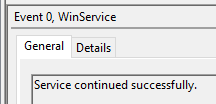 Event 0, WinService
General
Details
Service continued successfully.